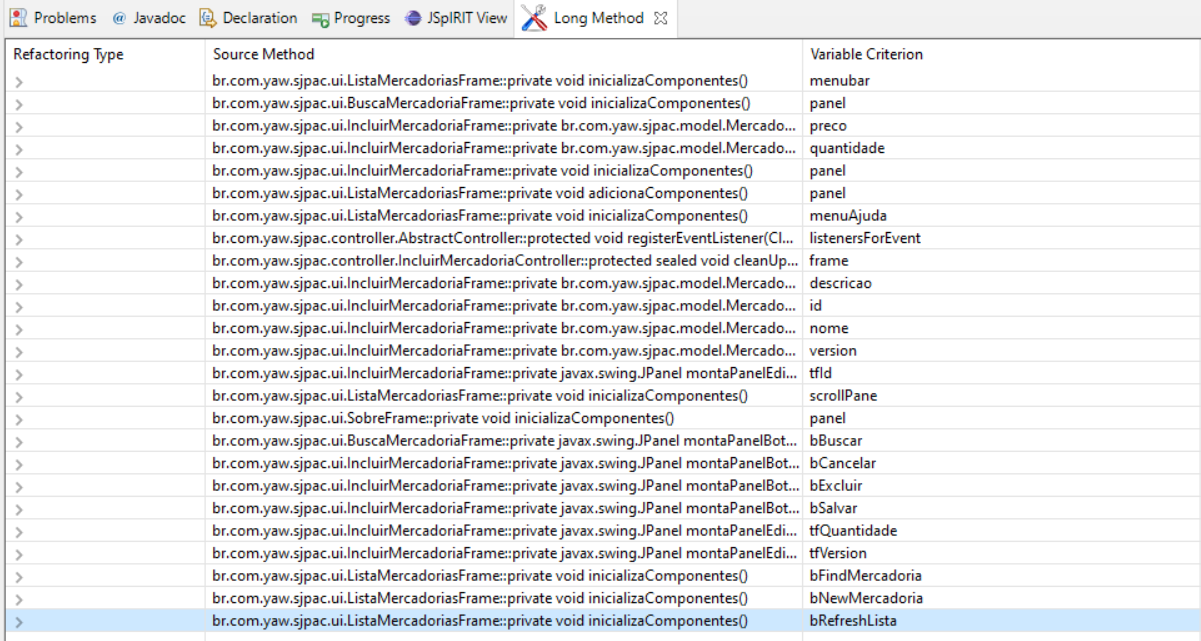 Problems @ Javadoc Declaration Progress JSpIRIT View Long Method
Refactoring Type Source Method Variable Criterion
br.com.yaw.sjpac.ui.ListaMercadoriasFrame::private void inicializaComponentes() menubar
br.com.yaw.sjpac.ui.BuscaMercadoriaFrame::private void inicializaComponentes() panel
br.com.yaw.sjpac.ui.IncluirMercadoriaFrame::private br.com.yaw.sjpac.model.Mercado... preco
br.com.yaw.sjpac.ui.IncluirMercadoriaFrame::private br.com.yaw.sjpac.model.Mercado... quantidade
br.com.yaw.sjpac.ui.IncluirMercadoriaFrame::private void inicializaComponentes() panel
br.com.yaw.sjpac.ui.ListaMercadoriasFrame::private void adicionaComponentes() panel
br.com.yaw.sjpac.ui.ListaMercadoriasFrame::private void inicializaComponentes() menuAjuda
br.com.yaw.sjpac.controller.AbstractController::protected void registerEventListener(Cl... listenersForEvent
br.com.yaw.sjpac.controller.IncluirMercadoriaController::protected sealed void cleanUp... frame
br.com.yaw.sjpac.ui.IncluirMercadoriaFrame::private br.com.yaw.sjpac.model.Mercado... descricao
br.com.yaw.sjpac.ui.IncluirMercadoriaFrame::private br.com.yaw.sjpac.model.Mercado... id
br.com.yaw.sjpac.ui.IncluirMercadoriaFrame::private br.com.yaw.sjpac.model.Mercado... nome
br.com.yaw.sjpac.ui.IncluirMercadoriaFrame::private br.com.yaw.sjpac.model.Mercado... version
br.com.yaw.sjpac.ui.IncluirMercadoriaFrame::private javax.swing.JPanel montaPanelEdi... tfId
br.com.yaw.sjpac.ui.ListaMercadoriasFrame::private void inicializaComponentes() scrollPane
br.com.yaw.sjpac.ui.SobreFrame::private void inicializaComponentes() panel
br.com.yaw.sjpac.ui.BuscaMercadoriaFrame::private javax.swing.JPanel montaPanelBot... bBuscar
br.com.yaw.sjpac.ui.IncluirMercadoriaFrame::private javax.swing.JPanel montaPanelBot... bCancelar
br.com.yaw.sjpac.ui.IncluirMercadoriaFrame::private javax.swing.JPanel montaPanelBot... bExcluir
br.com.yaw.sjpac.ui.IncluirMercadoriaFrame::private javax.swing.JPanel montaPanelBot... bSalvar
br.com.yaw.sjpac.ui.IncluirMercadoriaFrame::private javax.swing.JPanel montaPanelEdi... tfQuantidade
br.com.yaw.sjpac.ui.IncluirMercadoriaFrame::private javax.swing.JPanel montaPanelEdi... tfVersion
br.com.yaw.sjpac.ui.ListaMercadoriasFrame::private void inicializaComponentes() bFindMercadoria
br.com.yaw.sjpac.ui.ListaMercadoriasFrame::private void inicializaComponentes() bNewMercadoria
br.com.yaw.sjpac.ui.ListaMercadoriasFrame::private void inicializaComponentes() bRefreshLista